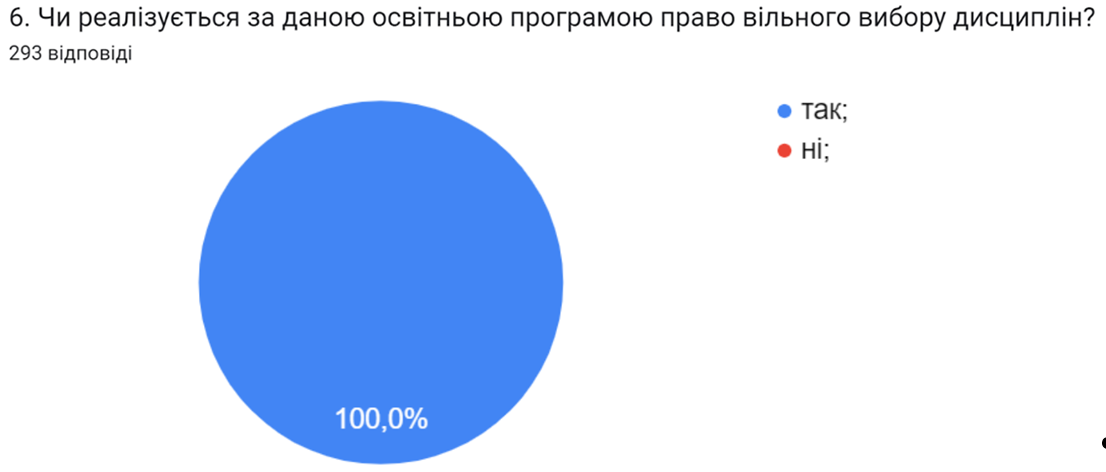 6. Чи реалізується за даною освітньою програмою право вільного вибору дисциплін?
293 відповіді
так;
ні;
100,0%